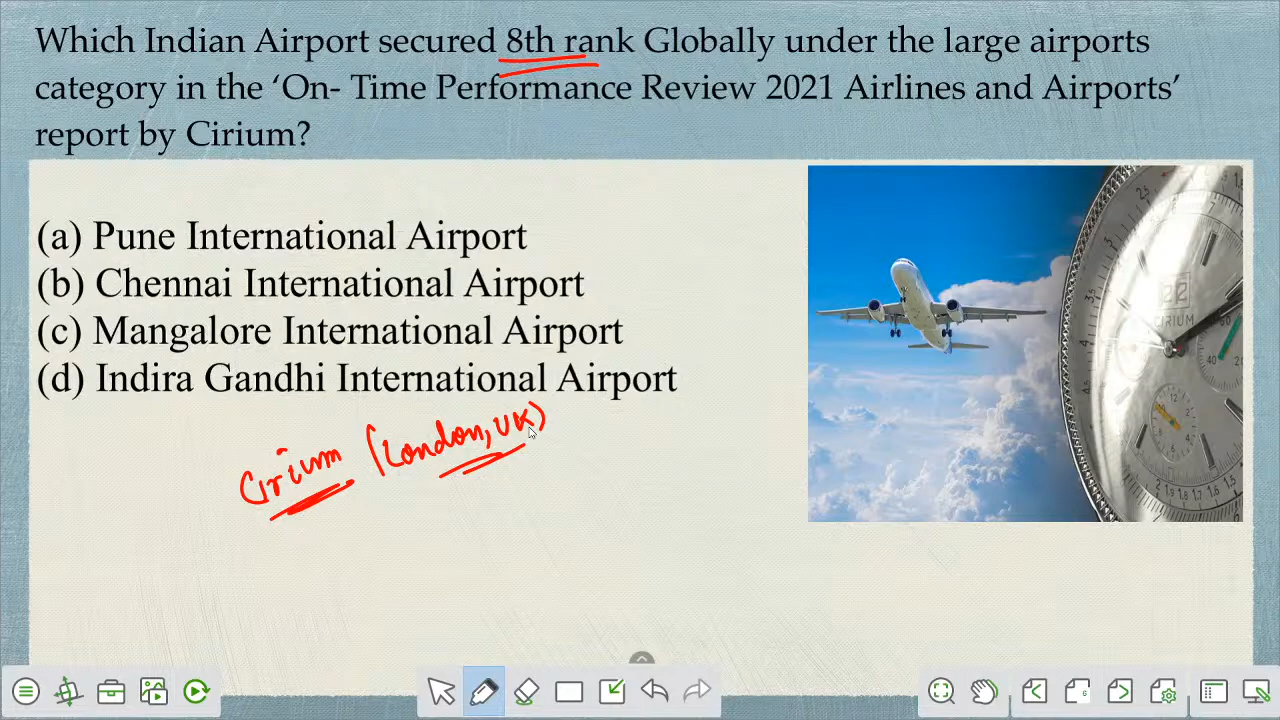 Which Indian Airport secured 8th rank Globally under the large airports
category in the ‘On- Time Performance Review 2021 Airlines and Airports’
report by Cirium?
(a) Pune International Airport
(b) Chennai International Airport
(c) Mangalore International Airport
(d) Indira Gandhi International Airport
Cirium (London, UK)
22
CIRIUM